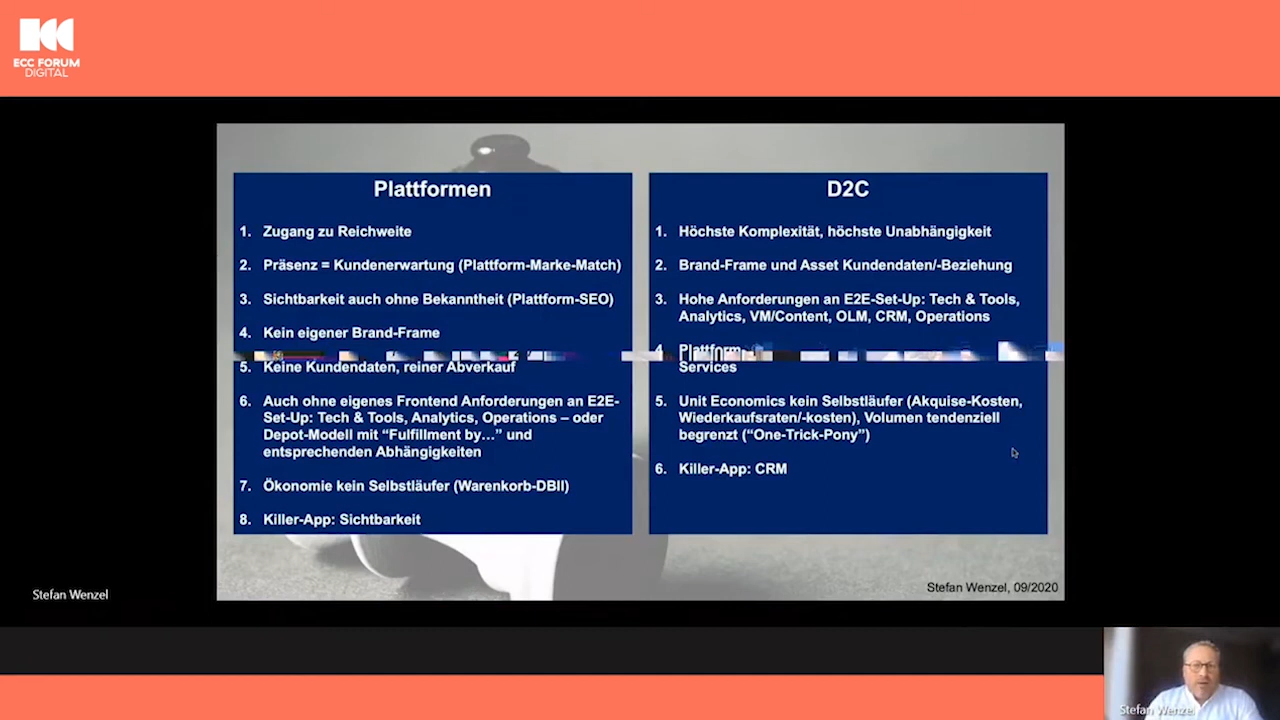 ECC FORUM
DIGITAL
Plattformen
1. Zugang zu Reichweite
2. Präsenz = Kundenerwartung (Plattform-Marke-Match)
3. Sichtbarkeit auch ohne Bekanntheit (Plattform-SEO)
4. Kein eigener Brand-Frame
5. Keine Kundendaten, reiner Abverkauf
6. Auch ohne eigenes Frontend Anforderungen an E2E-
Set-Up: Tech & Tools, Analytics, Operations – oder
Depot-Modell mit “Fulfillment by…” und
entsprechenden Abhängigkeiten
7. Ökonomie kein Selbstläufer (Warenkorb-DBII)
8. Killer-App: Sichtbarkeit
D2C
1. Höchste Komplexität, höchste Unabhängigkeit
2. Brand-Frame und Asset Kundendaten/-Beziehung
3. Hohe Anforderungen an E2E-Set-Up: Tech & Tools,
Analytics, VM/Content, OLM, CRM, Operations
4. Plattform-
Services
5. Unit Economics kein Selbstläufer (Akquise-Kosten,
Wiederkaufsraten/-kosten), Volumen tendenziell
begrenzt (“One-Trick-Pony”)
6. Killer-App: CRM
Stefan Wenzel, 09/2020
Stefan Wenzel
Stefan Wenzel